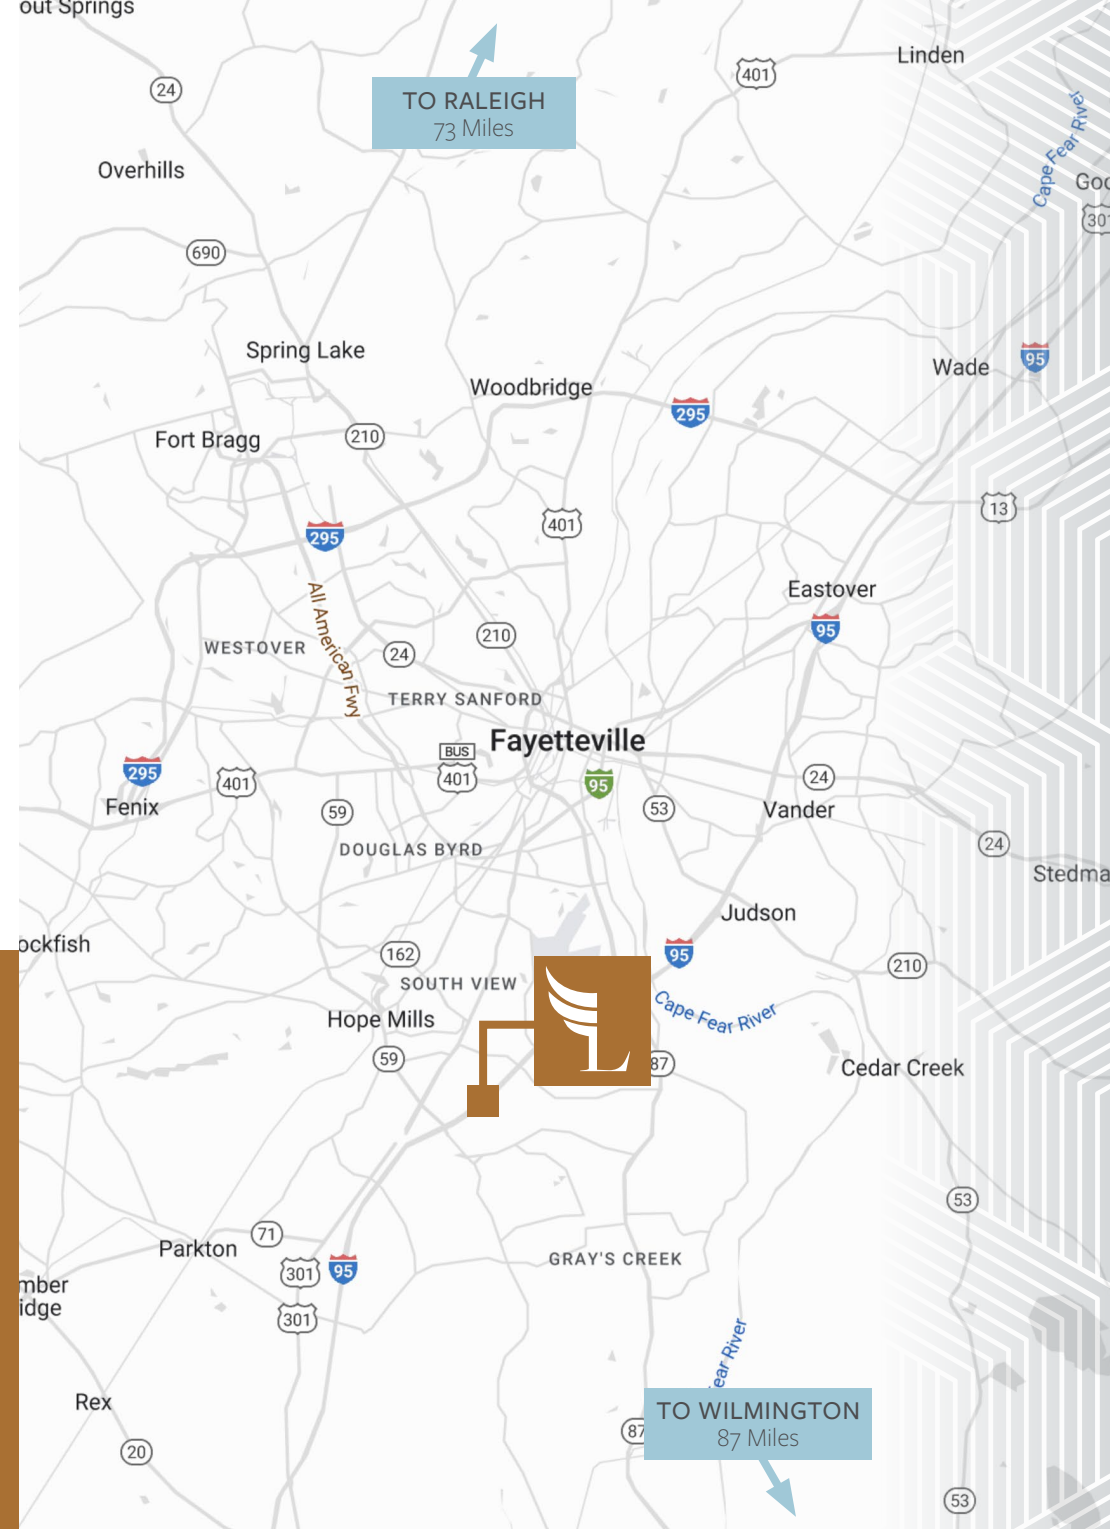 out Springs
Linden
401
24
TO RALEIGH
73 Miles
Cape Fear River
Overhills
Goo
301
690
Spring Lake
Wade
95
Woodbridge
295
Fort Bragg
210
13
401
295
Eastover
95
All American Fwy
WESTOVER
210
24
TERRY SANFORD
Fayetteville
BUS
401
295
401
95
24
Fenix
59
53
Vander
DOUGLAS BYRD
24
Stedma
Judson
ockfish
162
95
210
SOUTH VIEW
Cape Fear River
Hope Mills
L
59
87
Cedar Creek
53
71
Parkton
GRAY'S CREEK
301
95
mber
idge
301
ear River
Rex
TO WILMINGTON
87 Miles
87
20
53